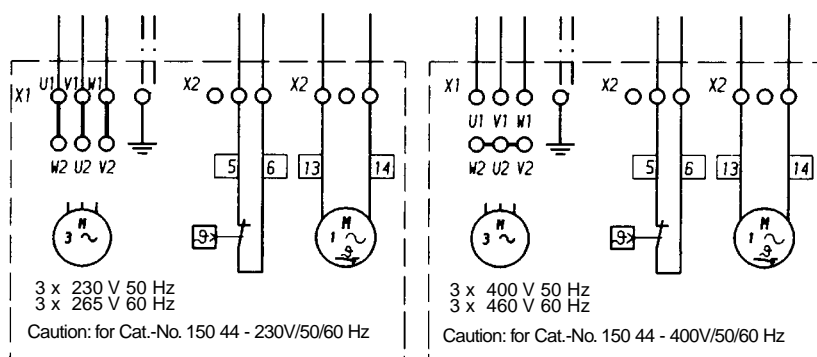 X1 U1 V1 W1 X2 X2
W2 U2 V2
5 6 13 14
M
3 ~
ϑ>
M
1 ~
ϑ
3 x 230 V 50 Hz
3 x 265 V 60 Hz
Caution: for Cat.-No. 150 44 - 230V/50/60 Hz
X1 X2 X2
U1 V1 W1
W2 U2 V2
5 6 13 14
M
3 ~
ϑ>
M
1 ~
ϑ
3 x 400 V 50 Hz
3 x 460 V 60 Hz
Caution: for Cat.-No. 150 44 - 400V/50/60 Hz